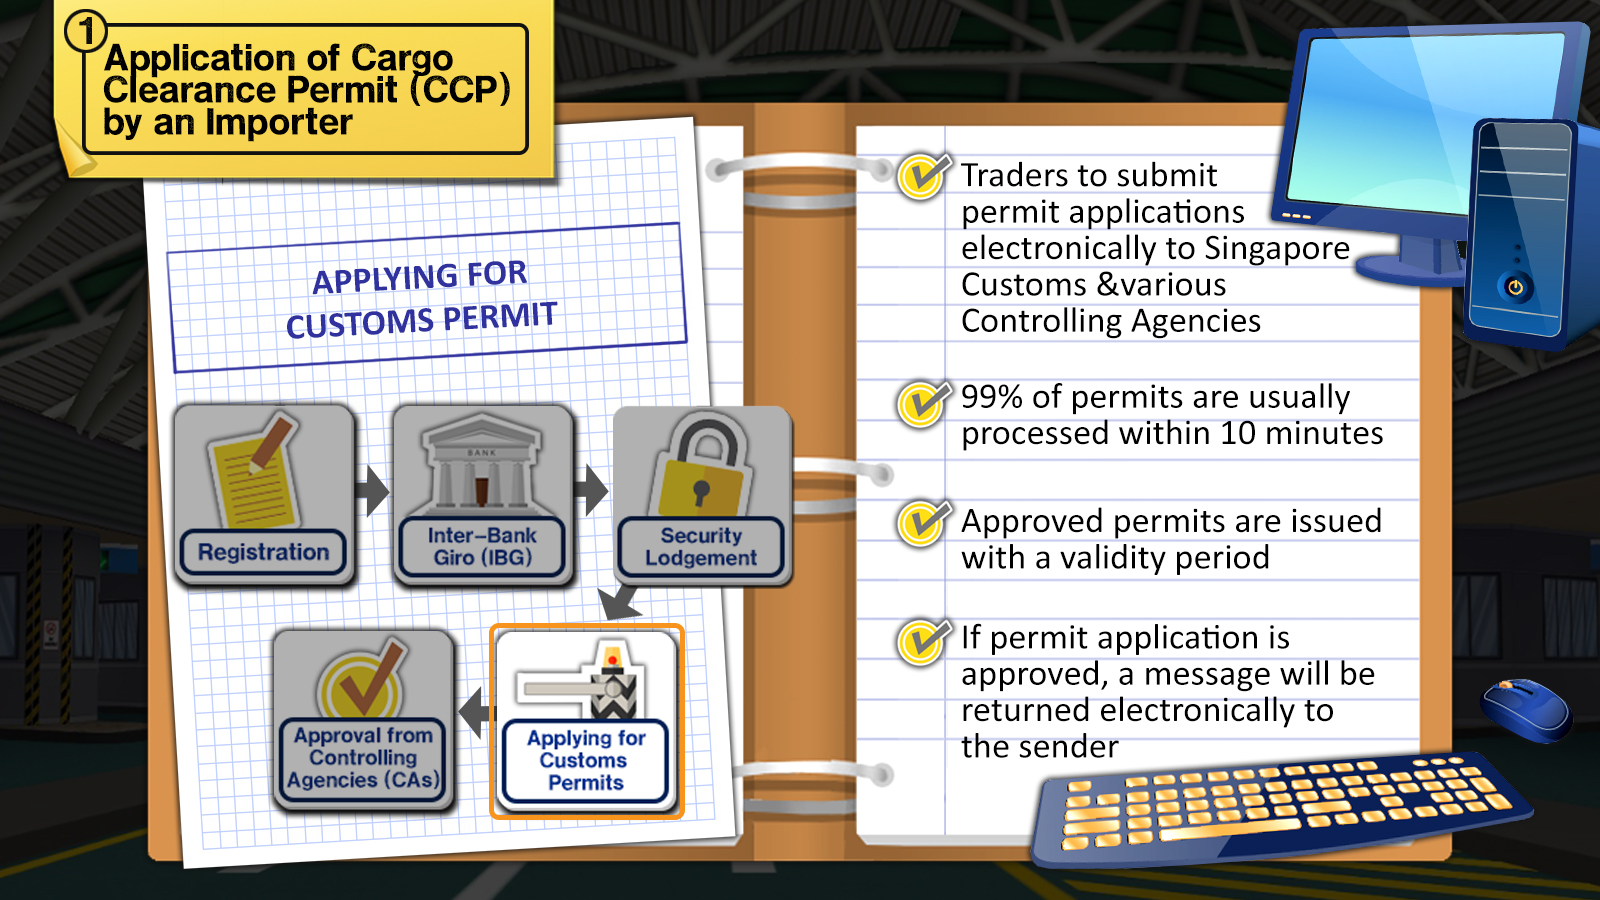 1
Application of Cargo
Clearance Permit (CCP)
by an Importer
APPLYING FOR
CUSTOMS PERMIT
Registration
BANK
Inter-Bank
Giro (IBG)
Security
Lodgement
Approval from
Controlling
Agencies (CAs)
Applying for
Customs
Permits
Traders to submit
permit applications
electronically to Singapore
Customs &various
Controlling Agencies
99% of permits are usually
processed within 10 minutes
Approved permits are issued
with a validity period
If permit application is
approved, a message will be
returned electronically to
the sender